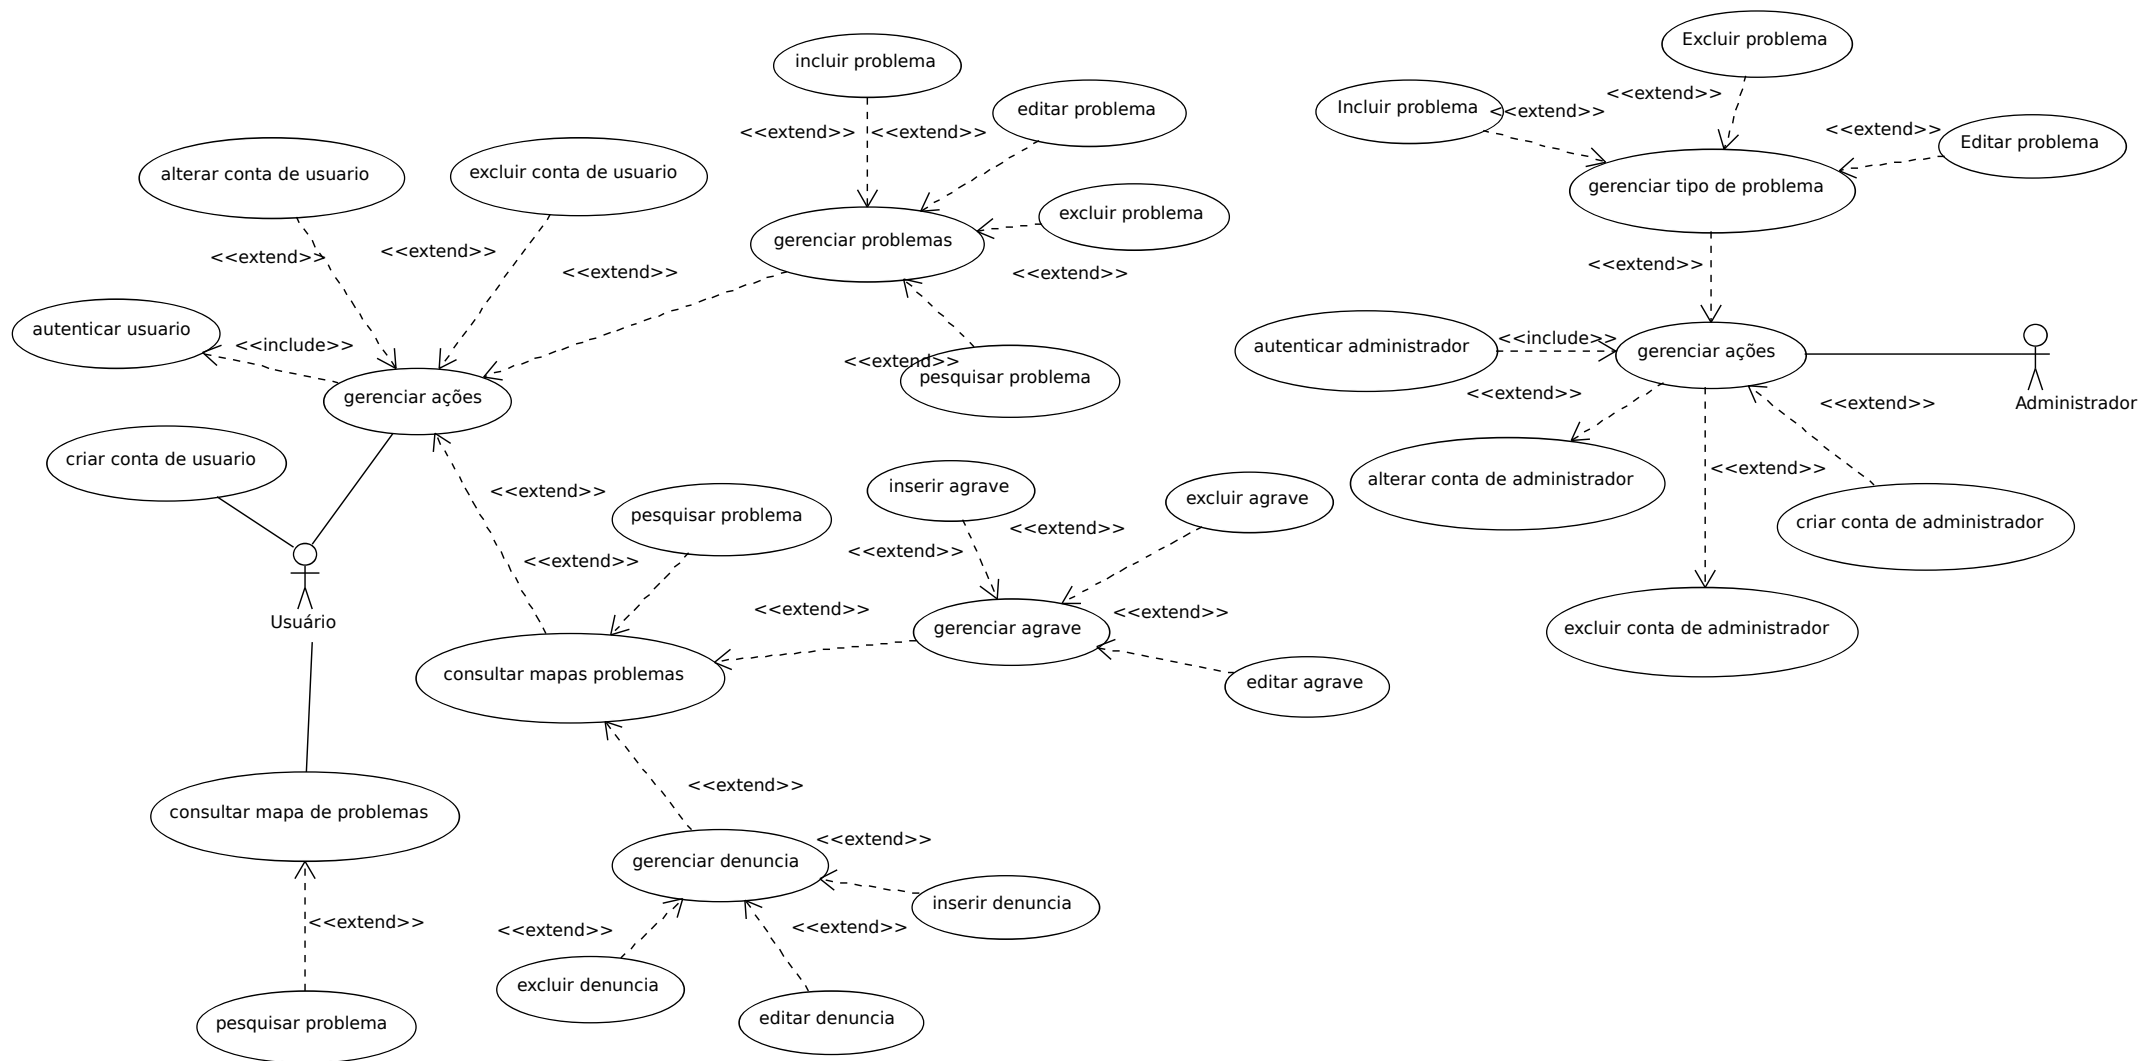 Excluir problema
incluir problema
<<extend>>
editar problema
Incluir problema
<<extend>>
<<extend>>
<<extend>>
<<extend>>
Editar problema
alterar conta de usuario
excluir conta de usuario
gerenciar tipo de problema
excluir problema
gerenciar problemas
<<extend>>
<<extend>>
<<extend>>
<<extend>>
<<extend>>
autenticar usuario
<<include>>
<<include>>
autenticar administrador
gerenciar ações
<<extend>>
pesquisar problema
gerenciar ações
<<extend>>
<<extend>>
Administrador
criar conta de usuario
<<extend>>
alterar conta de administrador
inserir agrave
<<extend>>
excluir agrave
pesquisar problema
criar conta de administrador
<<extend>>
<<extend>>
<<extend>>
<<extend>>
<<extend>>
Usuário
gerenciar agrave
excluir conta de administrador
consultar mapas problemas
editar agrave
<<extend>>
consultar mapa de problemas
<<extend>>
gerenciar denuncia
inserir denuncia
<<extend>>
<<extend>>
<<extend>>
excluir denuncia
editar denuncia
pesquisar problema